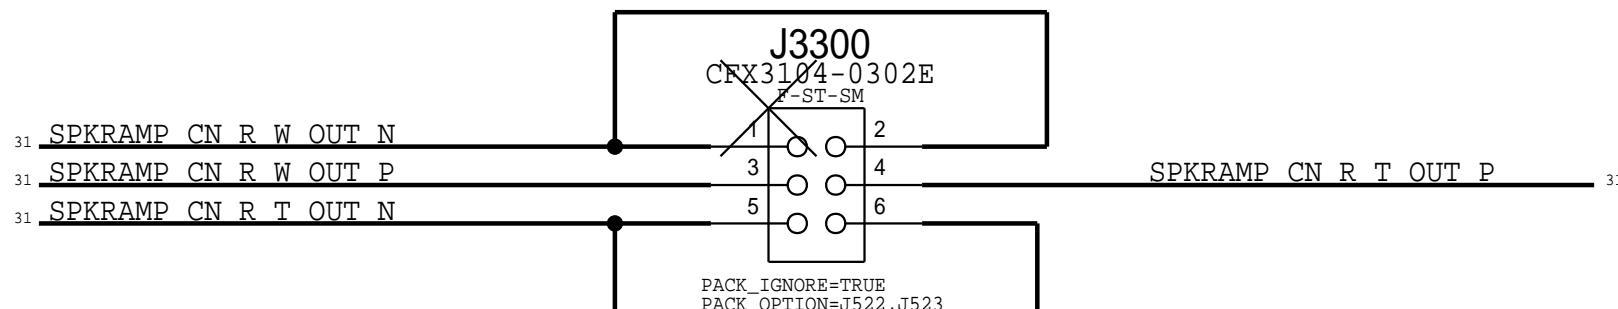 J3300
CFX3104-0302E
F-ST-SM
31 SPKRAMP CN R W OUT N
1 2
31 SPKRAMP CN R W OUT P
3 4
SPKRAMP CN R T OUT P 31
31 SPKRAMP CN R T OUT N
5 6
PACK_IGNORE=TRUE
PACK_OPTION=J522,J523